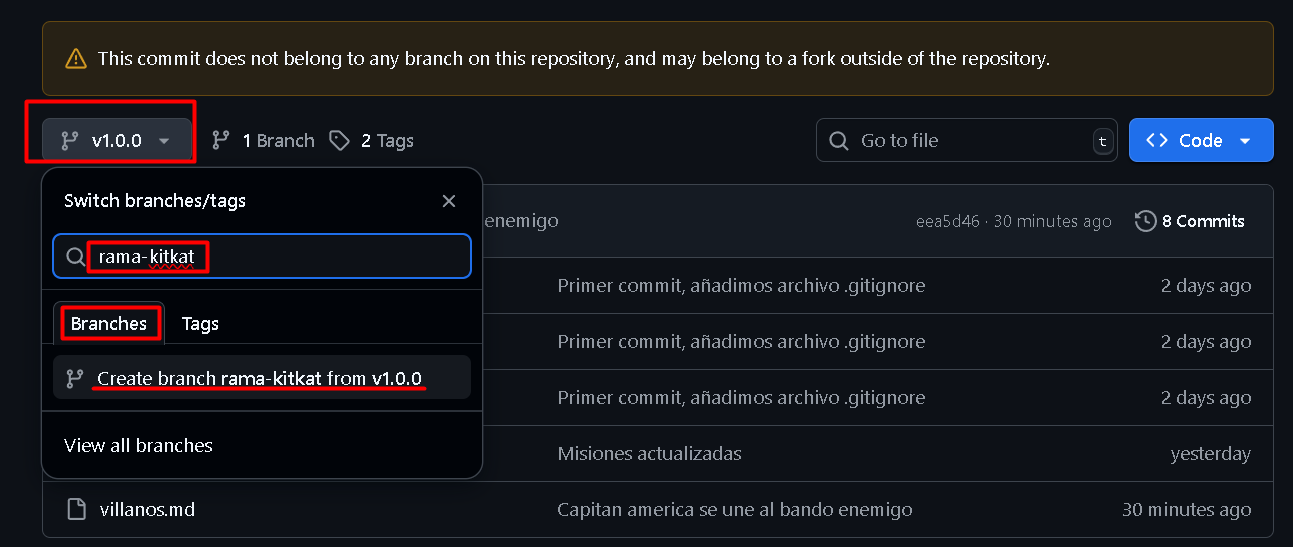 This commit does not belong to any branch on this repository, and may belong to a fork outside of the repository.
v1.0.0 1 Branch 2 Tags Go to file t Code
Switch branches/tags
enemigo eea5d46 · 30 minutes ago 8 Commits
rama-kitkat
Primer commit, añadimos archivo .gitignore 2 days ago
Branches Tags
Primer commit, añadimos archivo .gitignore 2 days ago
Create branch rama-kitkat from v1.0.0
Primer commit, añadimos archivo .gitignore 2 days ago
View all branches
Misiones actualizadas yesterday
villanos.md Capitan america se une al bando enemigo 30 minutes ago